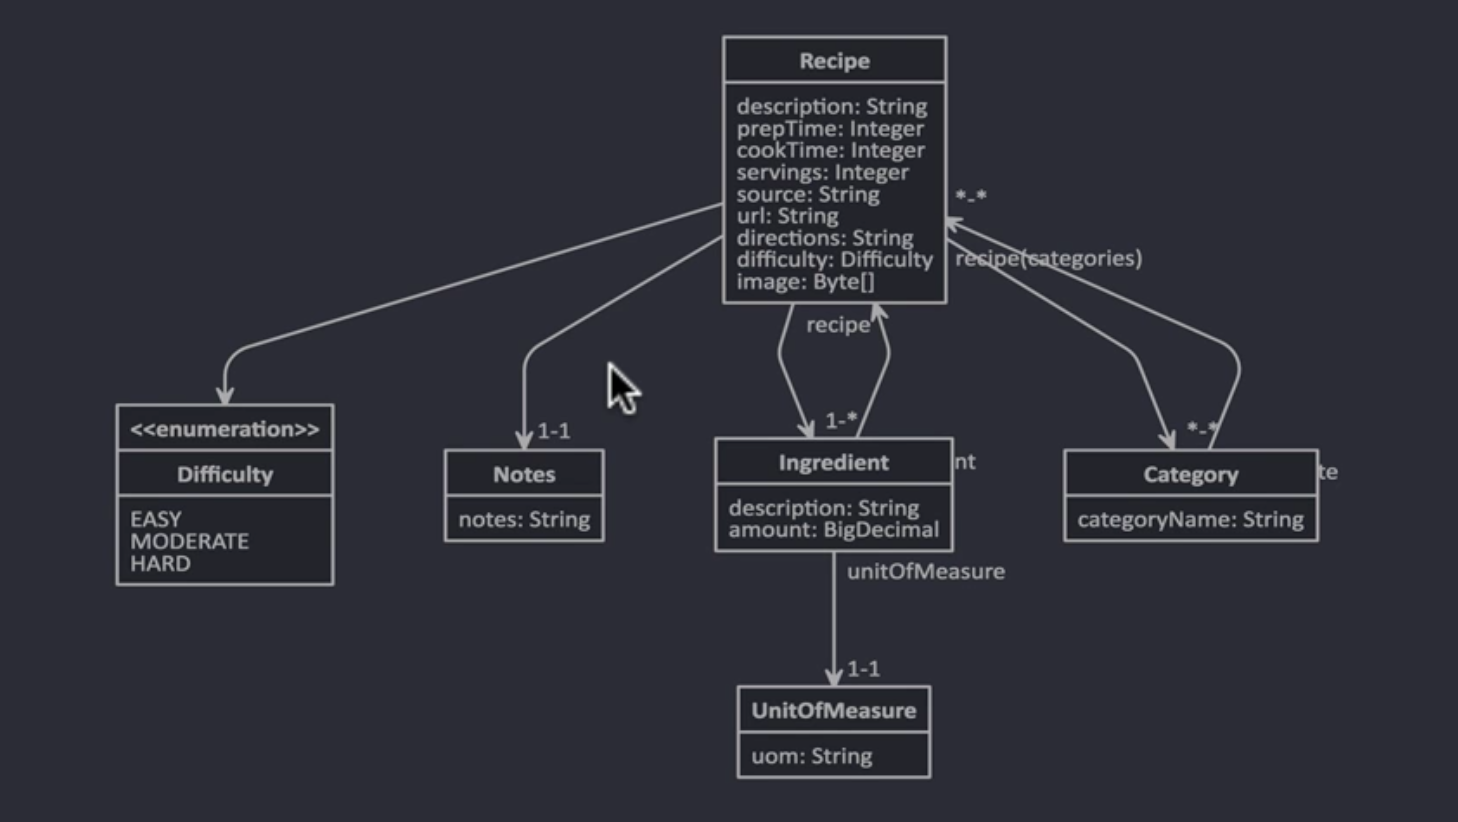 Recipe
description: String
prepTime: Integer
cookTime: Integer
servings: Integer
source: String
url: String
directions: String
difficulty: Difficulty
image: Byte[]
*-*
recipe(categories)
recipe
<<enumeration>>
Difficulty
EASY
MODERATE
HARD
1-1
Notes
notes: String
1-*
Ingredient
nt
description: String
amount: BigDecimal
*-*
Category
te
categoryName: String
unitOfMeasure
1-1
UnitOfMeasure
uom: String